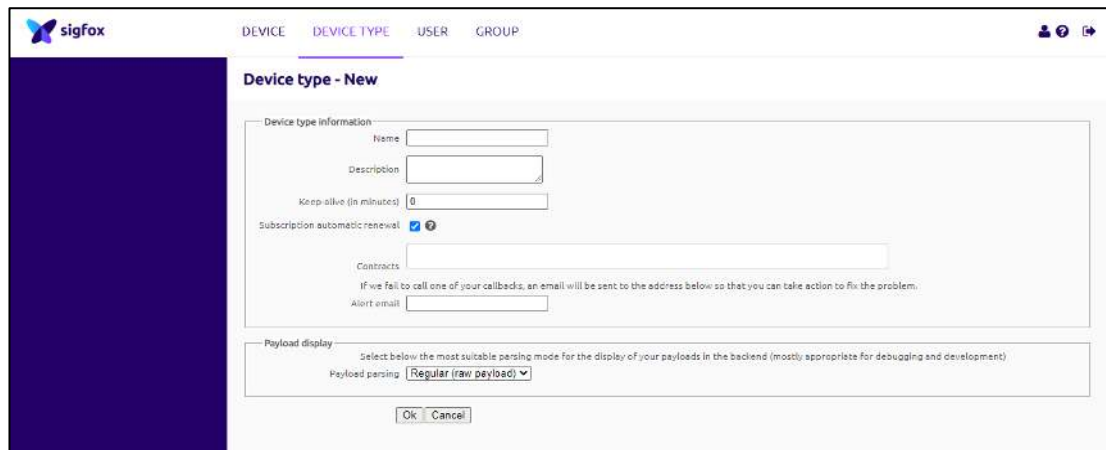 sigfox
DEVICE DEVICE TYPE USER GROUP
Device type - New
Device type information
Name
Description
Keep-alive (in minutes) 0
Subscription automatic renewal
Contracts
If we fail to call one of your callbacks, an email will be sent to the address below so that you can take action to fix the problem.
Alert email
Payload display
Select below the most suitable parsing mode for the display of your payloads in the backend (mostly appropriate for debugging and development)
Payload parsing Regular (raw payload)
Ok Cancel